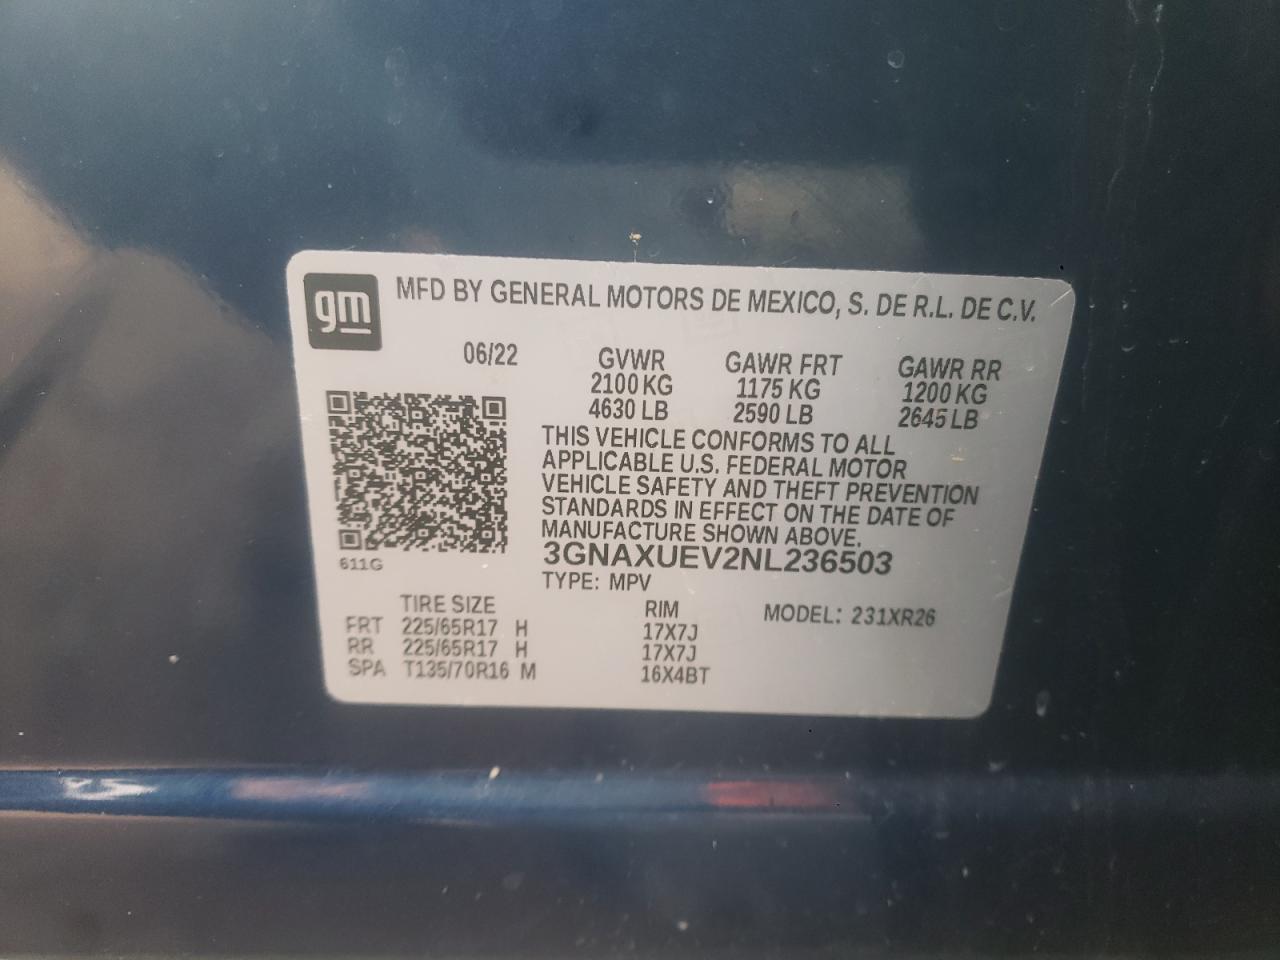 gm
MFD BY GENERAL MOTORS DE MEXICO, S. DE R.L. DE C.V.
06/22 GVWR GAWR FRT GAWR RR
2100 KG 1175 KG 1200 KG
4630 LB 2590 LB 2645 LB
THIS VEHICLE CONFORMS TO ALL
APPLICABLE U.S. FEDERAL MOTOR
VEHICLE SAFETY AND THEFT PREVENTION
STANDARDS IN EFFECT ON THE DATE OF
MANUFACTURE SHOWN ABOVE.
3GNAXUEV2NL236503
611G
TYPE: MPV
TIRE SIZE RIM MODEL: 231XR26
FRT 225/65R17 H 17X7J
RR 225/65R17 H 17X7J
SPA T135/70R16 M 16X4BT